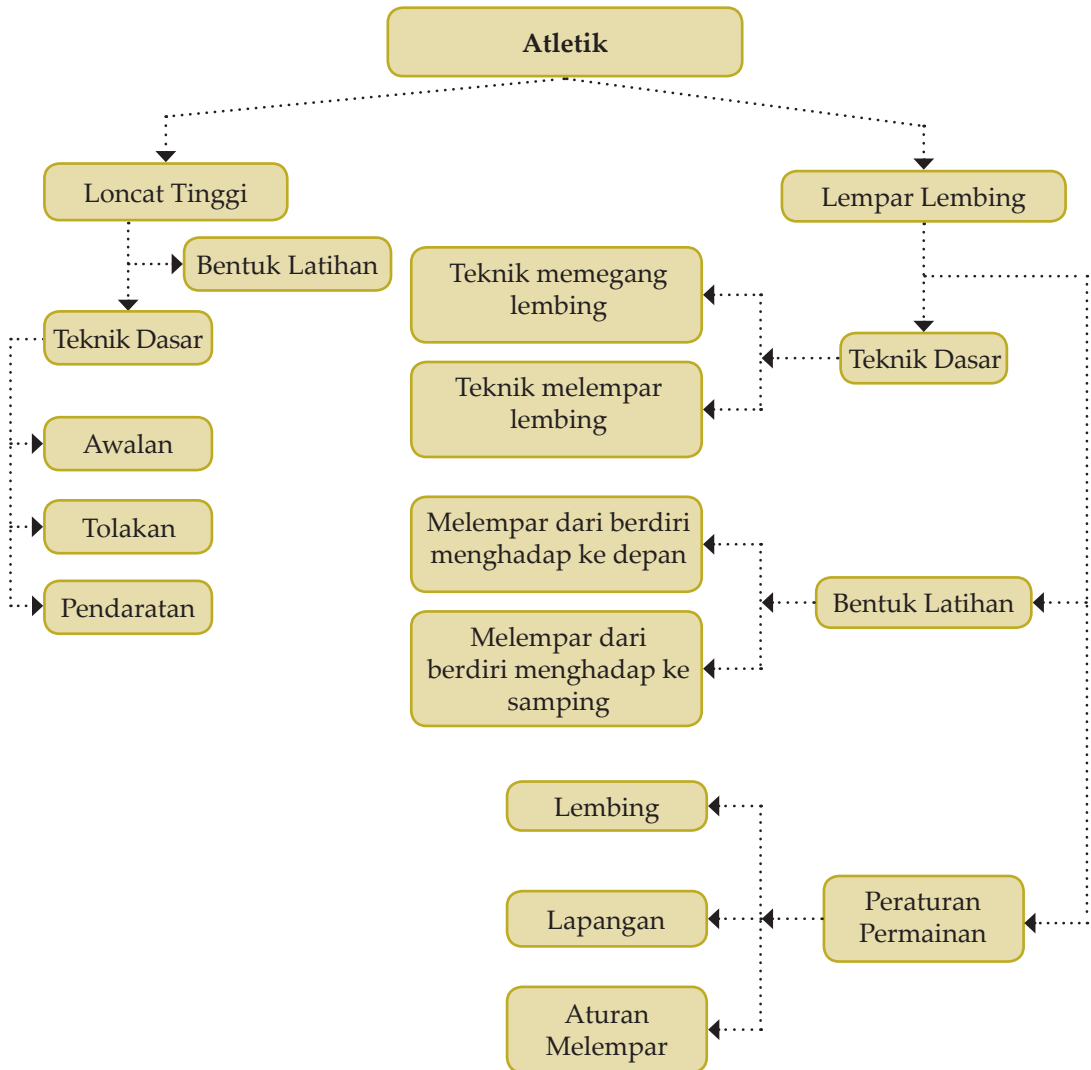 Atletik
Loncat Tinggi
Bentuk Latihan
Teknik Dasar
Awalan
Tolakan
Pendaratan
Lempar Lembing
Teknik Dasar
Teknik memegang
lembing
Teknik melempar
lembing
Bentuk Latihan
Melempar dari berdiri
menghadap ke depan
Melempar dari
berdiri menghadap ke
samping
Peraturan
Permainan
Lembing
Lapangan
Aturan
Melempar